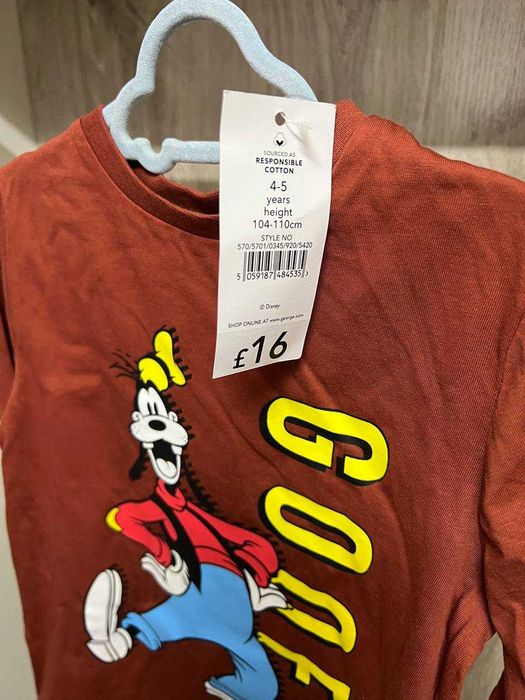 SOURCED AS
RESPONSIBLE
COTTON
4-5
years
height
104-110cm
STYLE NO
570/5701/0345/920/5420
5 059187 484535 >
© Disney
SHOP ONLINE AT www.george.com
£16
GOOF